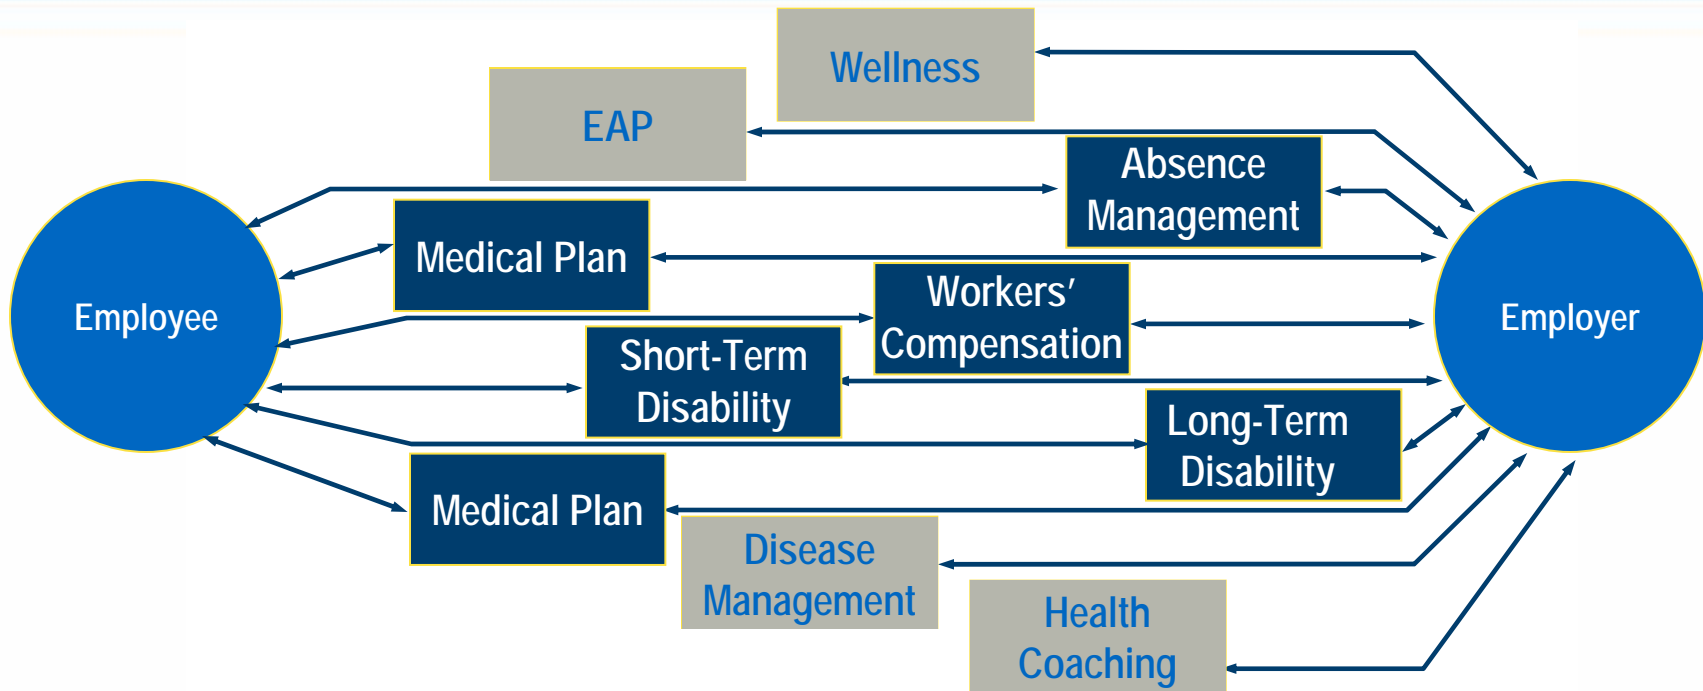 Wellness
EAP
Absence
Management
Medical Plan
Employee
Workers’
Compensation
Employer
Short-Term
Disability
Long-Term
Disability
Medical Plan
Disease
Management
Health
Coaching